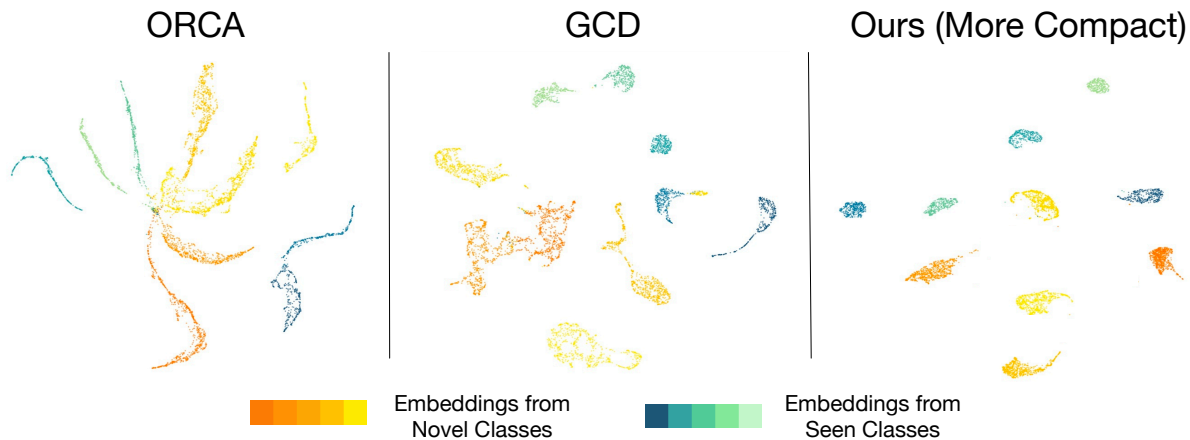 ORCA
GCD
Ours (More Compact)
Embeddings from
Novel Classes
Embeddings from
Seen Classes